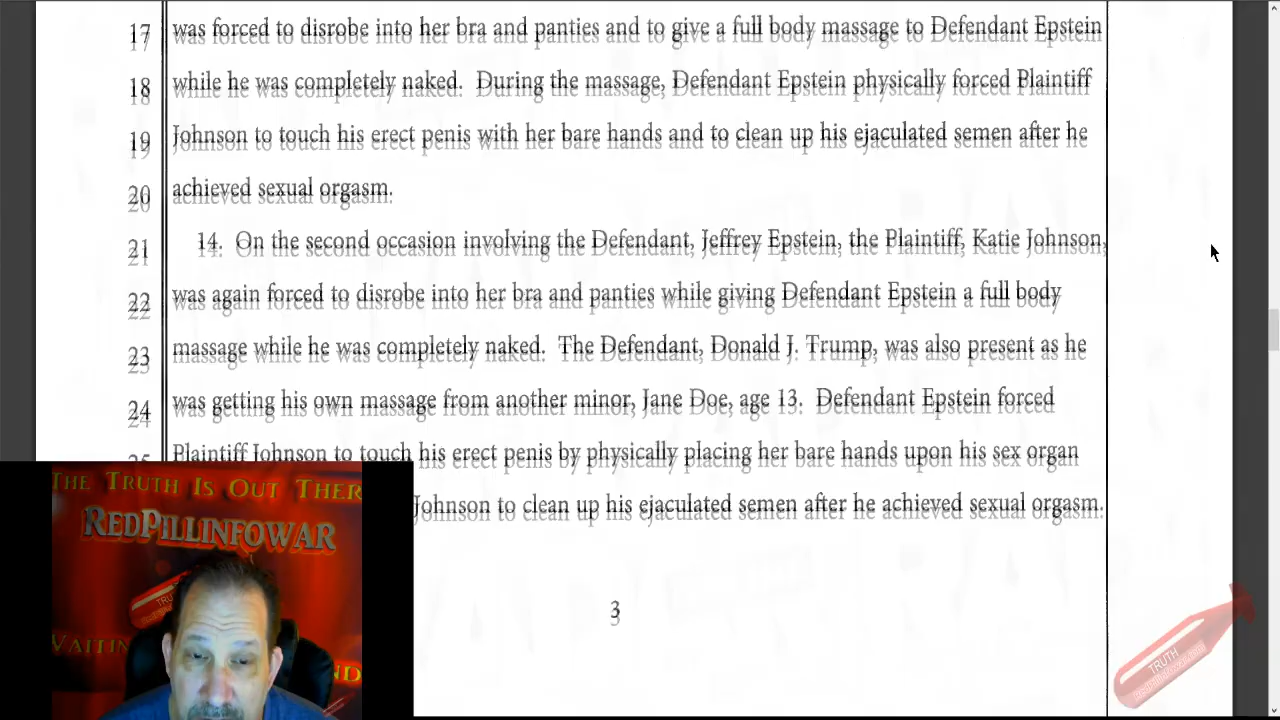 17 was forced to disrobe into her bra and panties and to give a full body massage to Defendant Epstein
18 while he was completely naked. During the massage, Defendant Epstein physically forced Plaintiff
19 Johnson to touch his erect penis with her bare hands and to clean up his ejaculated semen after he
20 achieved sexual orgasm.
21 14. On the second occasion involving the Defendant, Jeffrey Epstein, the Plaintiff, Katie Johnson,
22 was again forced to disrobe into her bra and panties while giving Defendant Epstein a full body
23 massage while he was completely naked. The Defendant, Donald J. Trump, was also present as he
24 was getting his own massage from another minor, Jane Doe, age 13. Defendant Epstein forced
Plaintiff Johnson to touch his erect penis by physically placing her bare hands upon his sex organ
Johnson to clean up his ejaculated semen after he achieved sexual orgasm.
3
THE TRUTH IS OUT THER
REDPILLINFOWAR
TRUTH